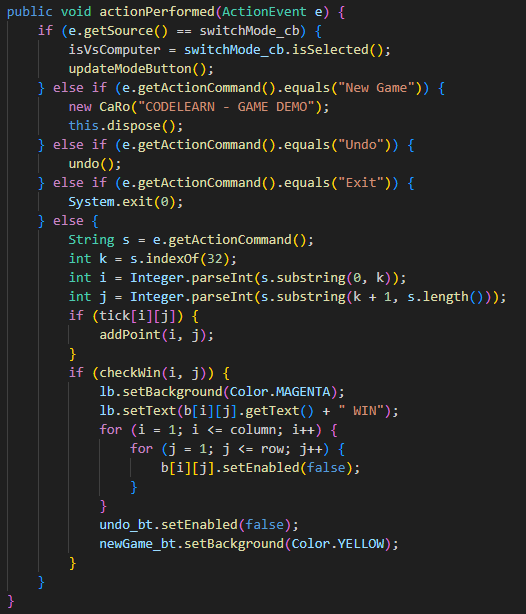 public void actionPerformed(ActionEvent e) {
    if (e.getSource() == switchMode_cb) {
        isVsComputer = switchMode_cb.isSelected();
        updateModeButton();
    } else if (e.getActionCommand().equals("New Game")) {
        new CaRo("CODELEARN - GAME DEMO");
        this.dispose();
    } else if (e.getActionCommand().equals("Undo")) {
        undo();
    } else if (e.getActionCommand().equals("Exit")) {
        System.exit(0);
    } else {
        String s = e.getActionCommand();
        int k = s.indexOf(32);
        int i = Integer.parseInt(s.substring(0, k));
        int j = Integer.parseInt(s.substring(k + 1, s.length()));
        if (tick[i][j]) {
            addPoint(i, j);
        }
        if (checkWin(i, j)) {
            lb.setBackground(Color.MAGENTA);
            lb.setText(b[i][j].getText() + " WIN");
            for (i = 1; i <= column; i++) {
                for (j = 1; j <= row; j++) {
                    b[i][j].setEnabled(false);
                }
            }
            undo_bt.setEnabled(false);
            newGame_bt.setBackground(Color.YELLOW);
        }
    }
}